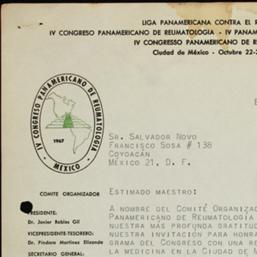 LIGA PANAMERICANA CONTRA EL R
IV CONGRESO PANAMERICANO DE REUMATOLOGIA - IV PANAM
IV CONGRESSO PANAMERICANO DE R
Ciudad de México - Octubre 22-2
IV CONGRESO PANAMERICANO DE REUMATOLOGIA
1967
MÉXICO
SR. SALVADOR NOVO
FRANCISCO SOSA # 138
COYOACÁN
MÉXICO 21, D. F.
COMITE ORGANIZADOR
ESTIMADO MAESTRO:
PRESIDENTE:
Dr. Javier Robles Gil
VICEPRESIDENTE-TESORERO:
Dr. Píndaro Martínez Elizondo
SECRETARIO GENERAL:
A NOMBRE DEL COMITÉ ORGANIZA
PANAMERICANO DE REUMATOLOGÍA
NUESTRA MÁS PROFUNDA GRATITUD
NUESTRA INVITACIÓN PARA HONRA
GRAMA DEL CONGRESO CON UNA RE
LA MEDICINA EN LA CIUDAD DE M